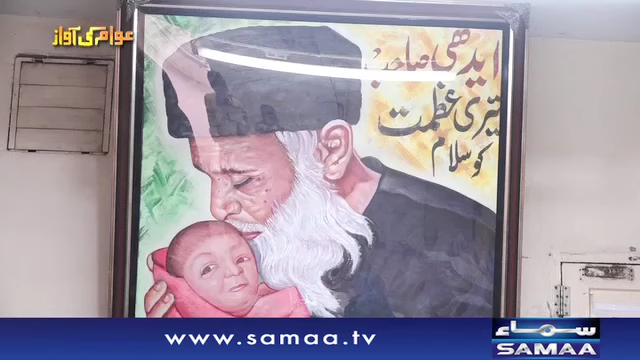 عوام کی آواز
ایدھی صاحب
تیری عظمت
کو سلام
www.samaa.tv
سماء
SAMAA